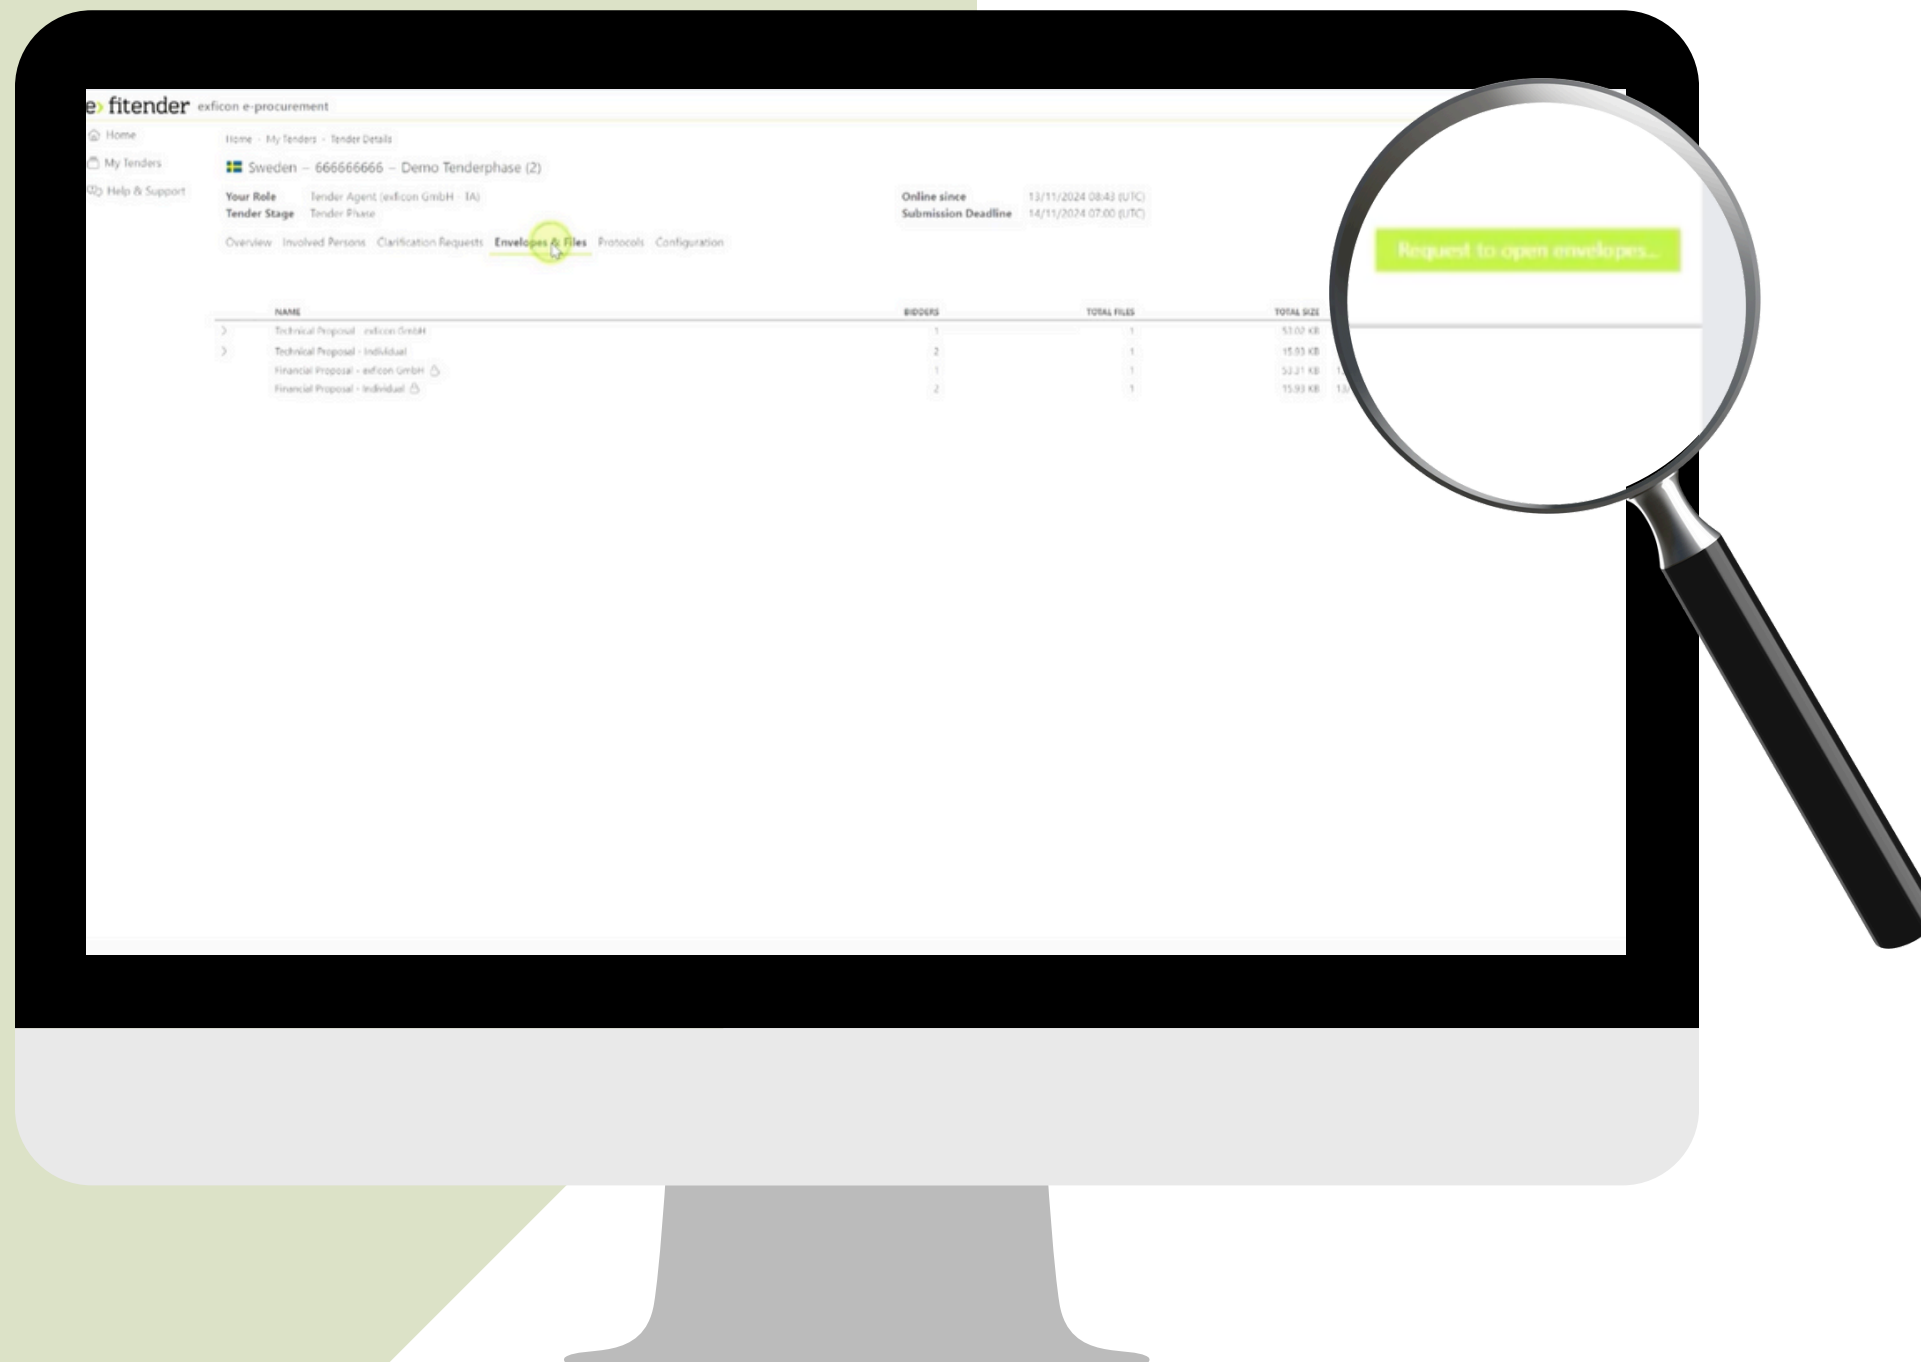 e› fitender exficon e-procurement
Home
My Tenders
Help & Support
Home - My Tenders - Tender Details
Sweden – 666666666 – Demo Tenderphase (2)
Your Role Tender Agent (exficon GmbH - TA)
Tender Stage Tender Phase
Online since 13/11/2024 08:43 (UTC)
Submission Deadline 14/11/2024 07:00 (UTC)
Overview Involved Persons Clarification Requests Envelopes & Files Protocols Configuration
Request to open envelopes...
NAME BIDDERS TOTAL FILES TOTAL SIZE
Technical Proposal - exficon GmbH 1 1 53.02 KB
Technical Proposal - Individual 2 1 15.93 KB
Financial Proposal - exficon GmbH 1 1 53.21 KB
Financial Proposal - Individual 2 1 15.93 KB